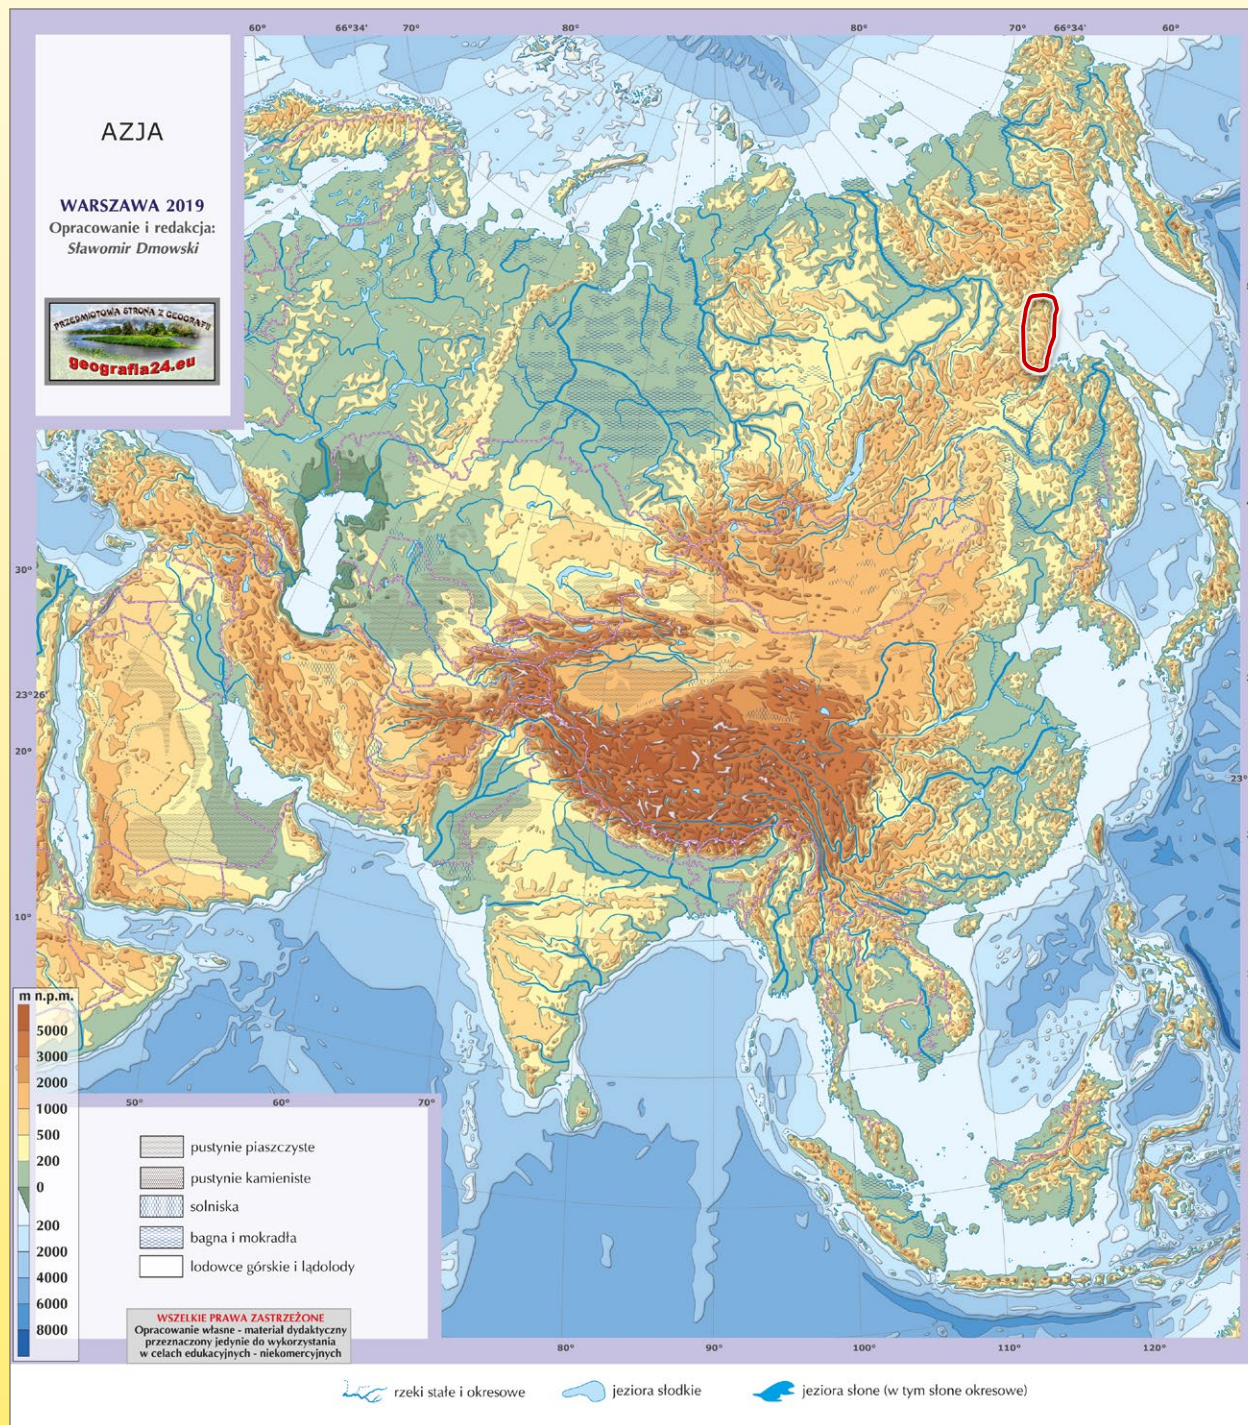 60° 66°34' 70° 80° 80° 70° 66°34' 60°
AZJA
WARSZAWA 2019
Opracowanie i redakcja:
Sławomir Dmowski
PRZEDMIOTOWA STRONA Z GEOGRAFII
geografia24.eu
30°
23°26'
20°
23°
10°
m n.p.m.
5000
3000
2000
1000
500
200
0
200
2000
4000
6000
8000
50° 60° 70°
pustynie piaszczyste
pustynie kamieniste
solniska
bagna i mokradła
lodowce górskie i lądolody
WSZELKIE PRAWA ZASTRZEŻONE
Opracowanie własne - materiał dydaktyczny
przeznaczony jedynie do wykorzystania
w celach edukacyjnych - niekomercyjnych
80° 90° 100° 110° 120°
rzeki stałe i okresowe
jeziora słodkie
jeziora słone (w tym słone okresowe)